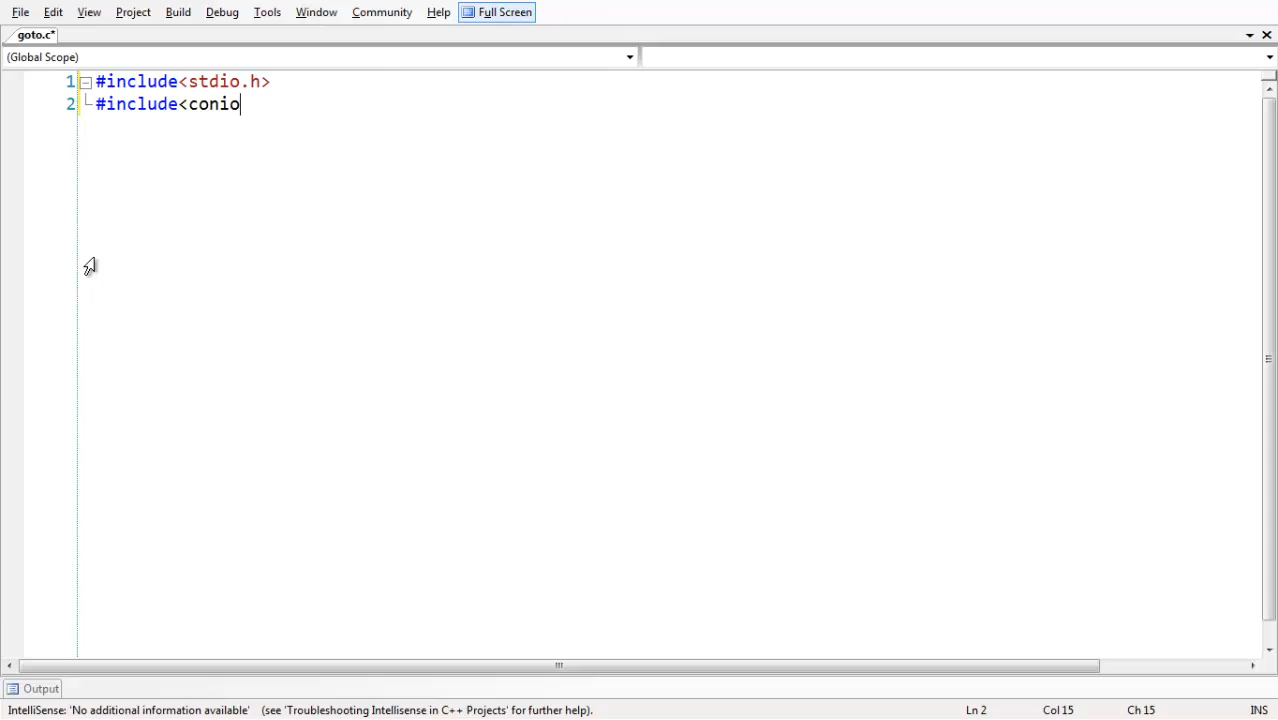 File Edit View Project Build Debug Tools Window Community Help Full Screen
goto.c*
(Global Scope)
1 #include<stdio.h>
2 #include<conio
Output
IntelliSense: 'No additional information available' (see 'Troubleshooting Intellisense in C++ Projects' for further help). Ln 2 Col 15 Ch 15 INS